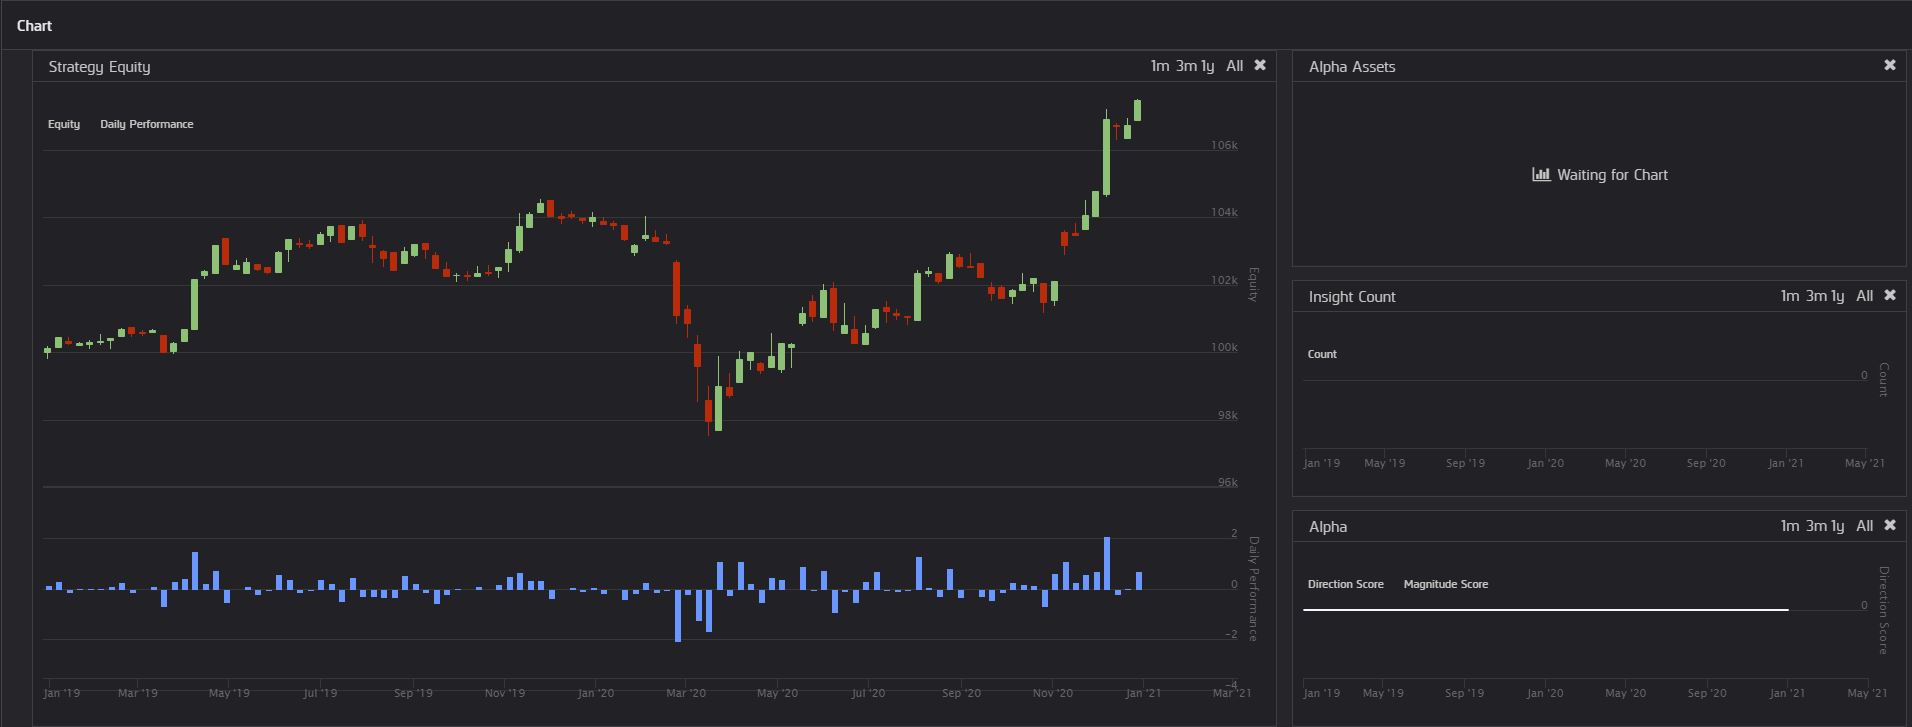 Chart
Strategy Equity 1m 3m 1y All ✖
Equity Daily Performance
106k
104k
102k
100k
98k
96k
Equity
2
0
-2
-4
Daily Performance
Jan '19 Mar '19 May '19 Jul '19 Sep '19 Nov '19 Jan '20 Mar '20 May '20 Jul '20 Sep '20 Nov '20 Jan '21 Mar '21
Alpha Assets ✖
Waiting for Chart
Insight Count 1m 3m 1y All ✖
Count
0
Count
Jan '19 May '19 Sep '19 Jan '20 May '20 Sep '20 Jan '21 May '21
Alpha 1m 3m 1y All ✖
Direction Score Magnitude Score
0
Direction Score
Jan '19 May '19 Sep '19 Jan '20 May '20 Sep '20 Jan '21 May '21